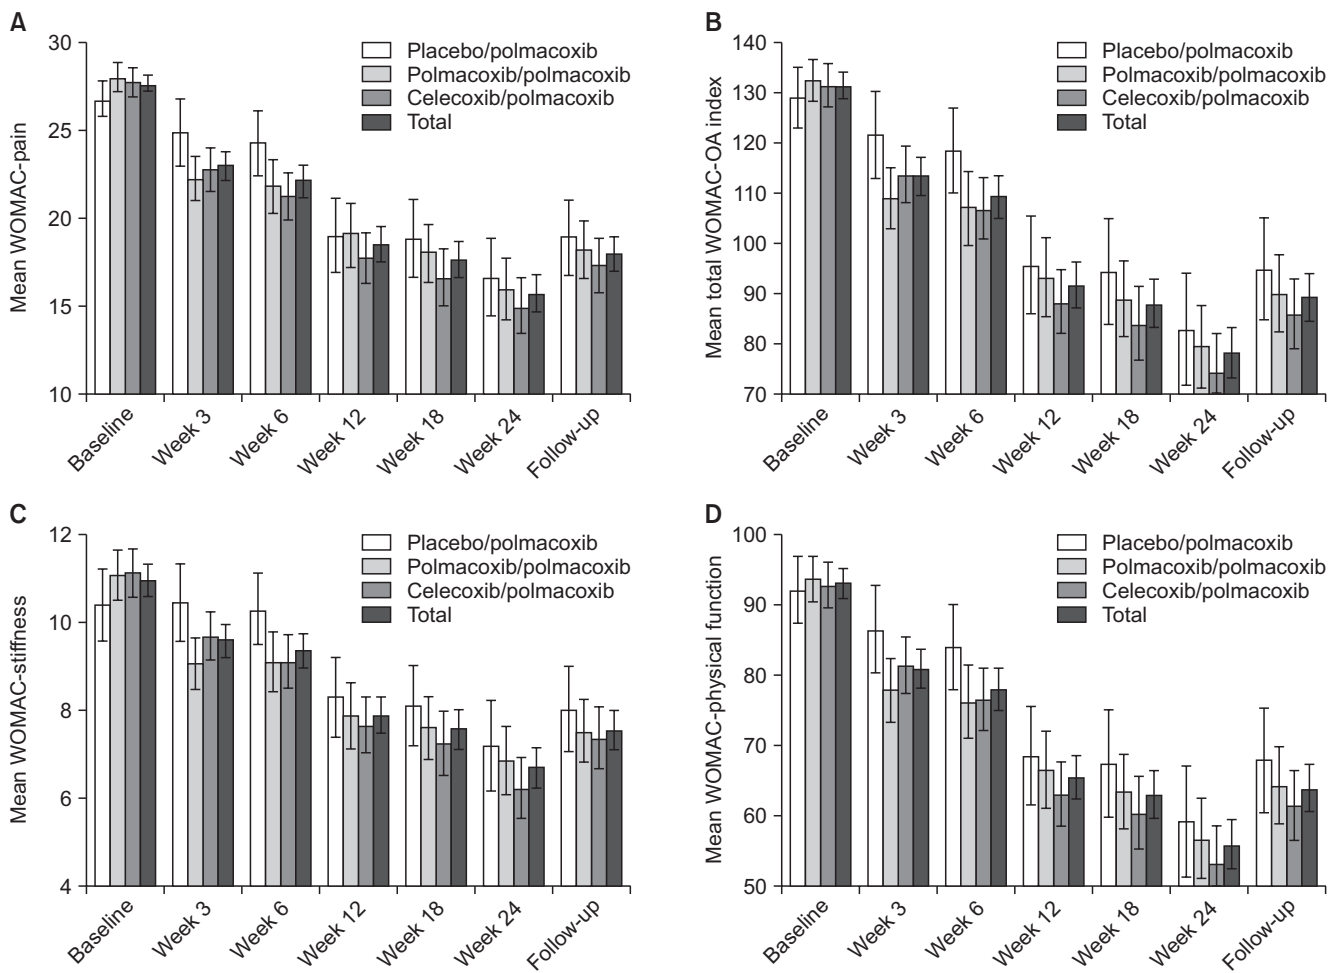 A
Mean WOMAC-pain
30
25
20
15
10
Placebo/polmacoxib
Polmacoxib/polmacoxib
Celecoxib/polmacoxib
Total
Baseline
Week 3
Week 6
Week 12
Week 18
Week 24
Follow-up
B
Mean total WOMAC-OA index
140
130
120
110
100
90
80
70
Placebo/polmacoxib
Polmacoxib/polmacoxib
Celecoxib/polmacoxib
Total
Baseline
Week 3
Week 6
Week 12
Week 18
Week 24
Follow-up
C
Mean WOMAC-stiffness
12
10
8
6
4
Placebo/polmacoxib
Polmacoxib/polmacoxib
Celecoxib/polmacoxib
Total
Baseline
Week 3
Week 6
Week 12
Week 18
Week 24
Follow-up
D
Mean WOMAC-physical function
100
90
80
70
60
50
Placebo/polmacoxib
Polmacoxib/polmacoxib
Celecoxib/polmacoxib
Total
Baseline
Week 3
Week 6
Week 12
Week 18
Week 24
Follow-up